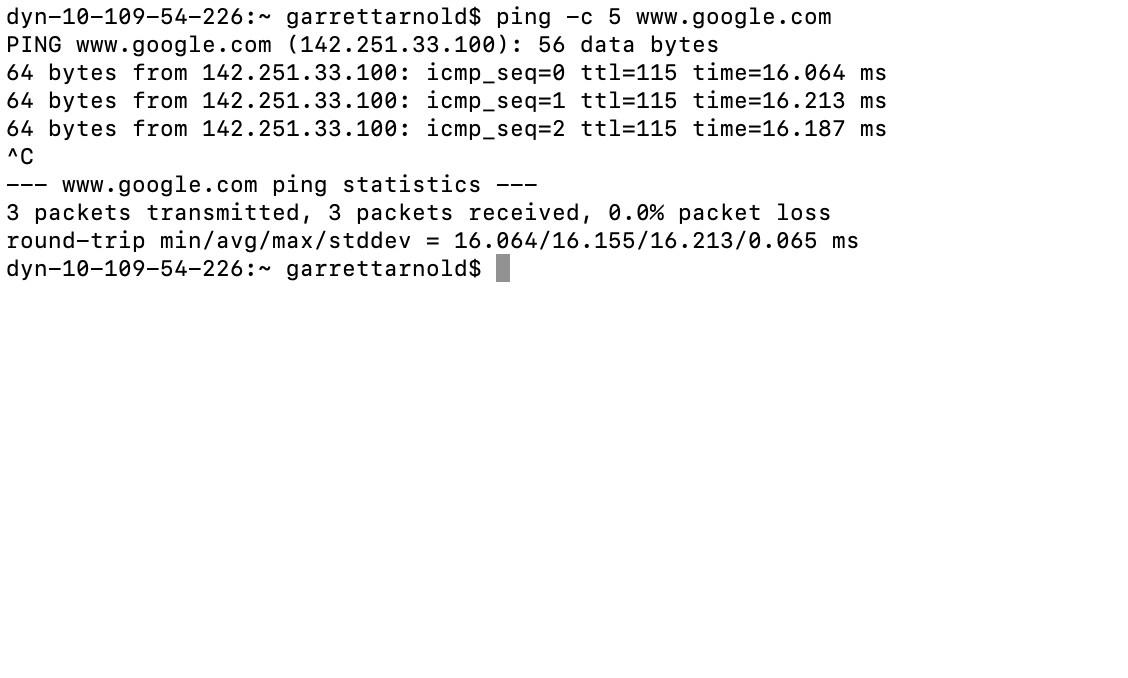 dyn-10-109-54-226:~ garrettarnold$ ping -c 5 www.google.com
PING www.google.com (142.251.33.100): 56 data bytes
64 bytes from 142.251.33.100: icmp_seq=0 ttl=115 time=16.064 ms
64 bytes from 142.251.33.100: icmp_seq=1 ttl=115 time=16.213 ms
64 bytes from 142.251.33.100: icmp_seq=2 ttl=115 time=16.187 ms
^C
--- www.google.com ping statistics ---
3 packets transmitted, 3 packets received, 0.0% packet loss
round-trip min/avg/max/stddev = 16.064/16.155/16.213/0.065 ms
dyn-10-109-54-226:~ garrettarnold$